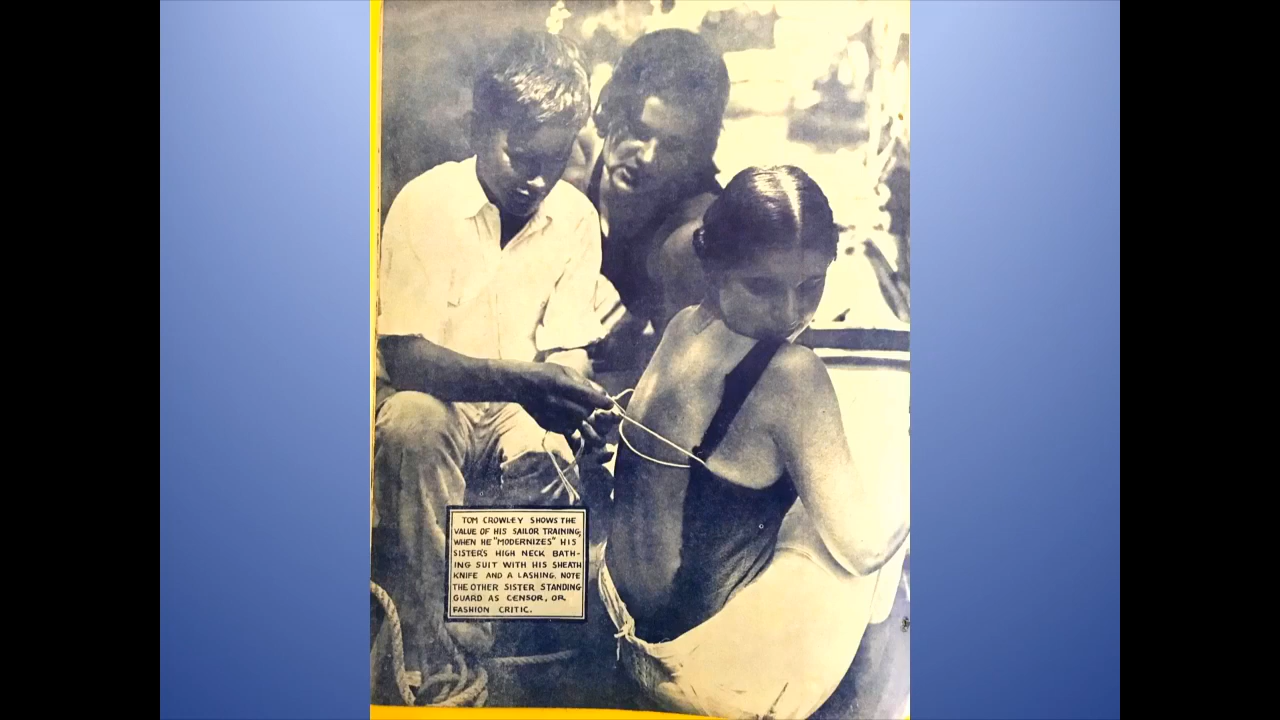 TOM CROWLEY SHOWS THE
VALUE OF HIS SAILOR TRAINING,
WHEN HE "MODERNIZES" HIS
SISTER'S HIGH NECK BATH-
ING SUIT WITH HIS SHEATH
KNIFE AND A LASHING. NOTE
THE OTHER SISTER STANDING
GUARD AS CENSOR, OR
FASHION CRITIC.